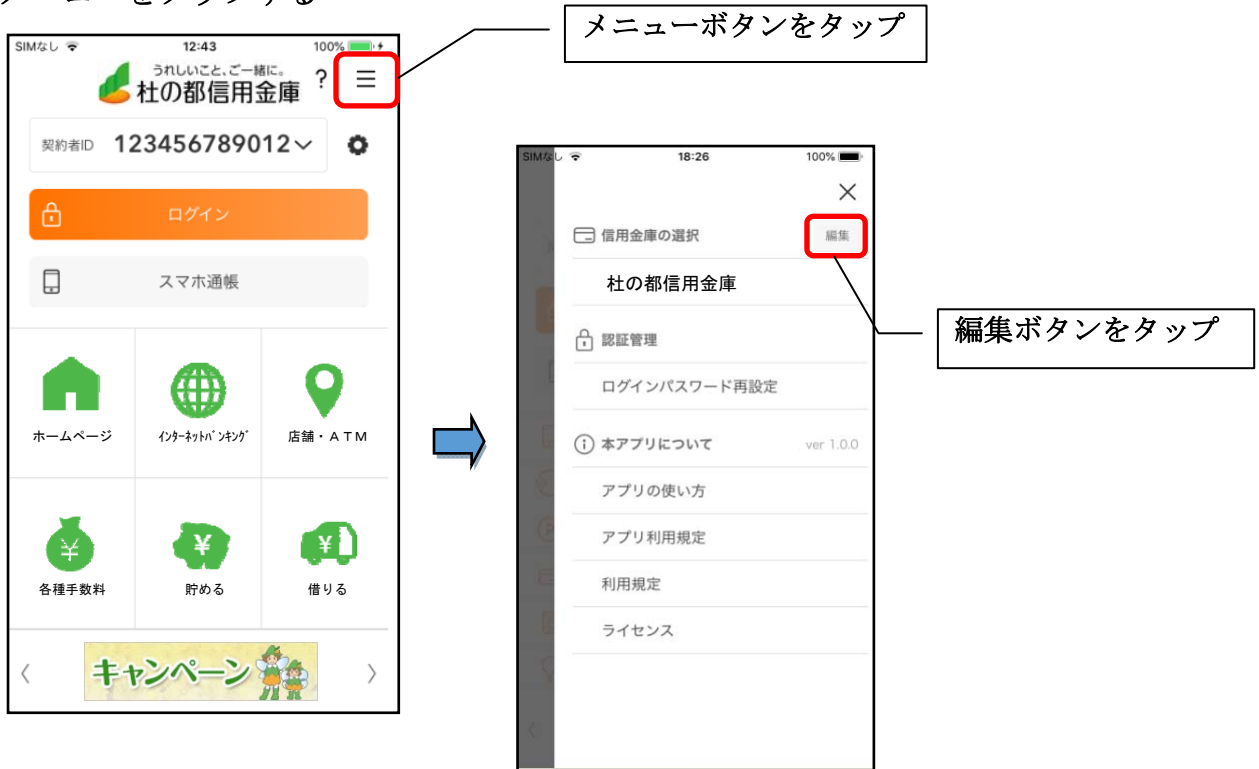 メニューボタンをタップ
SIMなし 12:43 100%
うれしいこと、ご一緒に。
杜の都信用金庫 ?
契約者ID 123456789012
ログイン
スマホ通帳
ホームページ
インターネットバンキング
店舗・ATM
各種手数料
貯める
借りる
キャンペーン
SIMなし 18:26 100%
信用金庫の選択 編集
杜の都信用金庫
認証管理
ログインパスワード再設定
本アプリについて ver 1.0.0
アプリの使い方
アプリ利用規定
利用規定
ライセンス
編集ボタンをタップ